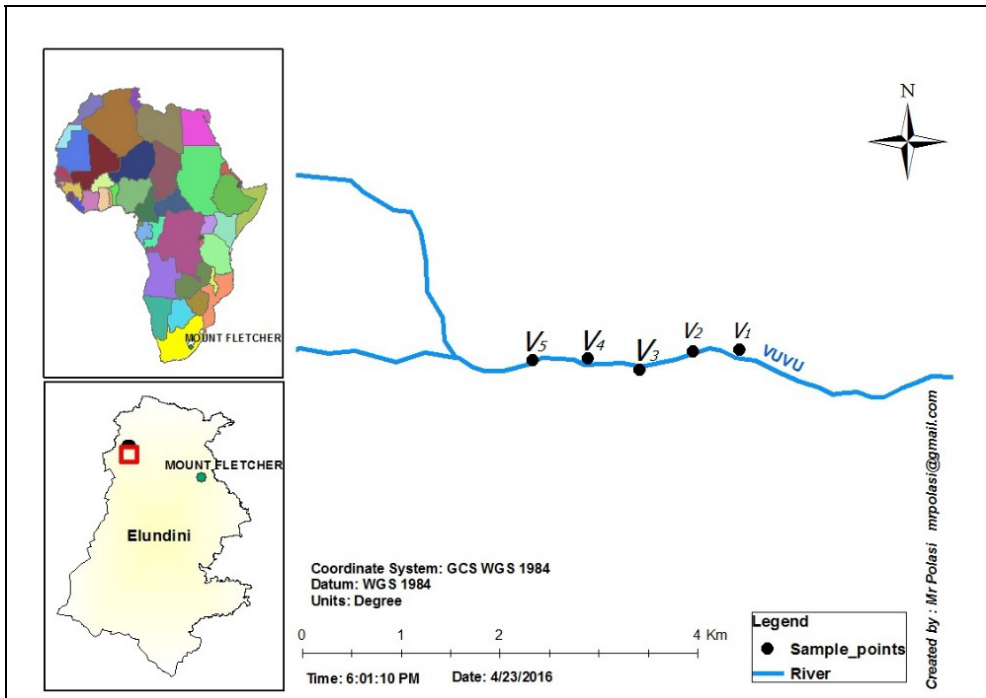 MOUNT FLETCHER
MOUNT FLETCHER
Elundini
N
V5
V4
V3
V2
V1
VUVU
Coordinate System: GCS WGS 1984
Datum: WGS 1984
Units: Degree
0 1 2 4 Km
Time: 6:01:10 PM Date: 4/23/2016
Legend
Sample_points
River
Created by : Mr Polasi mrpolasi@gmail.com